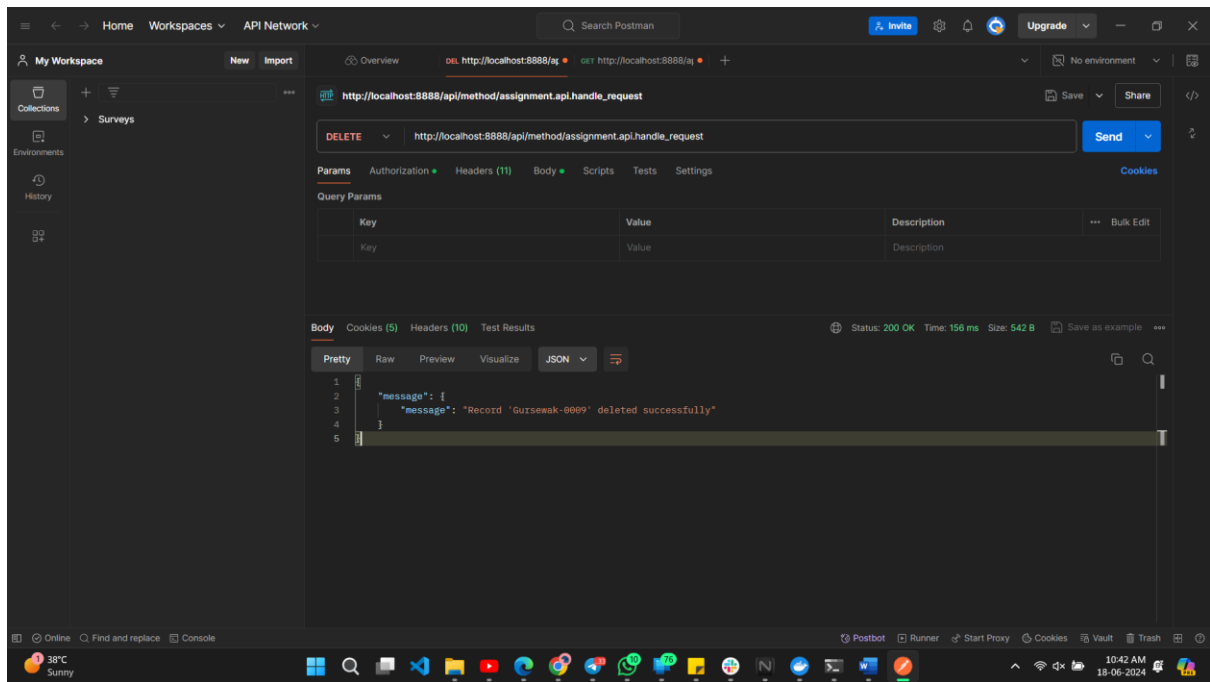 Home Workspaces API Network Search Postman Invite Upgrade
My Workspace New Import Overview DEL http://localhost:8888/ap GET http://localhost:8888/a No environment
Collections
Surveys
Environments
History
HTTP http://localhost:8888/api/method/assignment.api.handle_request Save Share
DELETE http://localhost:8888/api/method/assignment.api.handle_request Send
Params Authorization Headers (11) Body Scripts Tests Settings Cookies
Query Params
Key Value Description Bulk Edit
Key Value Description
Body Cookies (5) Headers (10) Test Results Status: 200 OK Time: 156 ms Size: 542 B Save as example
Pretty Raw Preview Visualize JSON
1 {
2 "message": {
3 "message": "Record 'Gursewak-0009' deleted successfully"
4 }
5 }
Online Find and replace Console Postbot Runner Start Proxy Cookies Vault Trash
1 38°C
Sunny
10 76
10:42 AM
18-06-2024